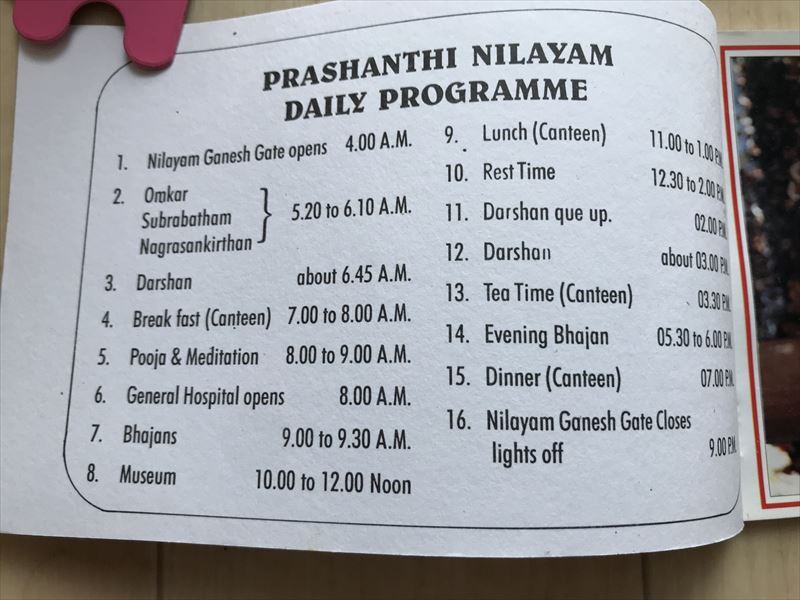 PRASHANTHI NILAYAM
DAILY PROGRAMME
1. Nilayam Ganesh Gate opens 4.00 A.M.
2. Omkar
Subrabatham 5.20 to 6.10 A.M.
Nagrasankirthan
3. Darshan about 6.45 A.M.
4. Break fast (Canteen) 7.00 to 8.00 A.M.
5. Pooja & Meditation 8.00 to 9.00 A.M.
6. General Hospital opens 8.00 A.M.
7. Bhajans 9.00 to 9.30 A.M.
8. Museum 10.00 to 12.00 Noon
9. Lunch (Canteen) 11.00 to 1.00 P.M.
10. Rest Time 12.30 to 2.00 P.M.
11. Darshan que up. 02.00 P.M.
12. Darshan about 03.00 P.M.
13. Tea Time (Canteen) 03.30 P.M.
14. Evening Bhajan 05.30 to 6.00 P.M.
15. Dinner (Canteen) 07.00 P.M.
16. Nilayam Ganesh Gate Closes
lights off 9.00 P.M.